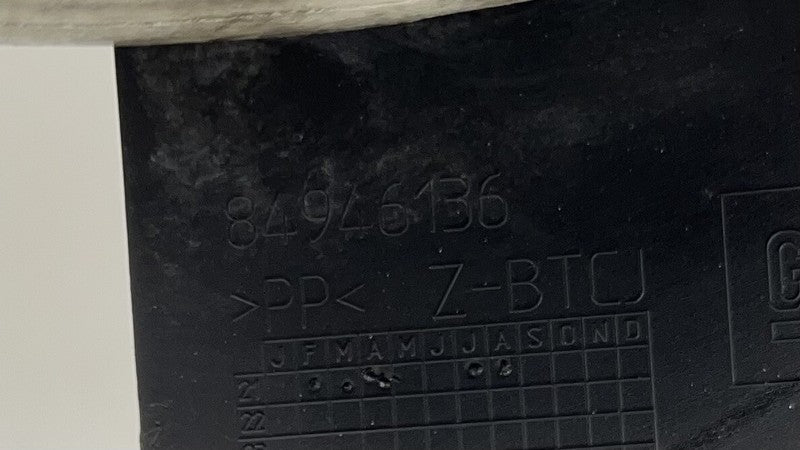 84946136
>PP< Z-BTCJ
J F M A M J J A S O N D
21
22